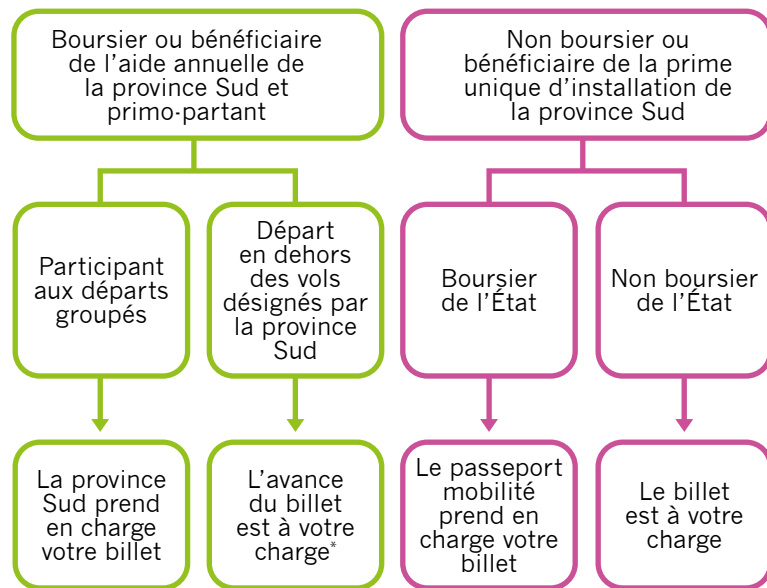 Boursier ou bénéficiaire
de l’aide annuelle de
la province Sud et
primo-partant
Non boursier ou
bénéficiaire de la prime
unique d’installation de
la province Sud
Participant
aux départs
groupés
Départ
en dehors
des vols
désignés par
la province
Sud
Boursier
de l’État
Non boursier
de l’État
La province
Sud prend
en charge
votre billet
L’avance
du billet
est à votre
charge*
Le passeport
mobilité
prend en
charge votre
billet
Le billet
est à votre
charge